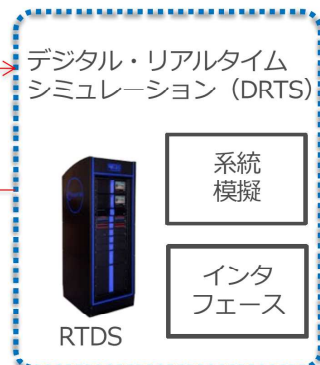 デジタル・リアルタイム
シミュレーション（DRTS）
系統
模擬
インタ
フェース
RTDS